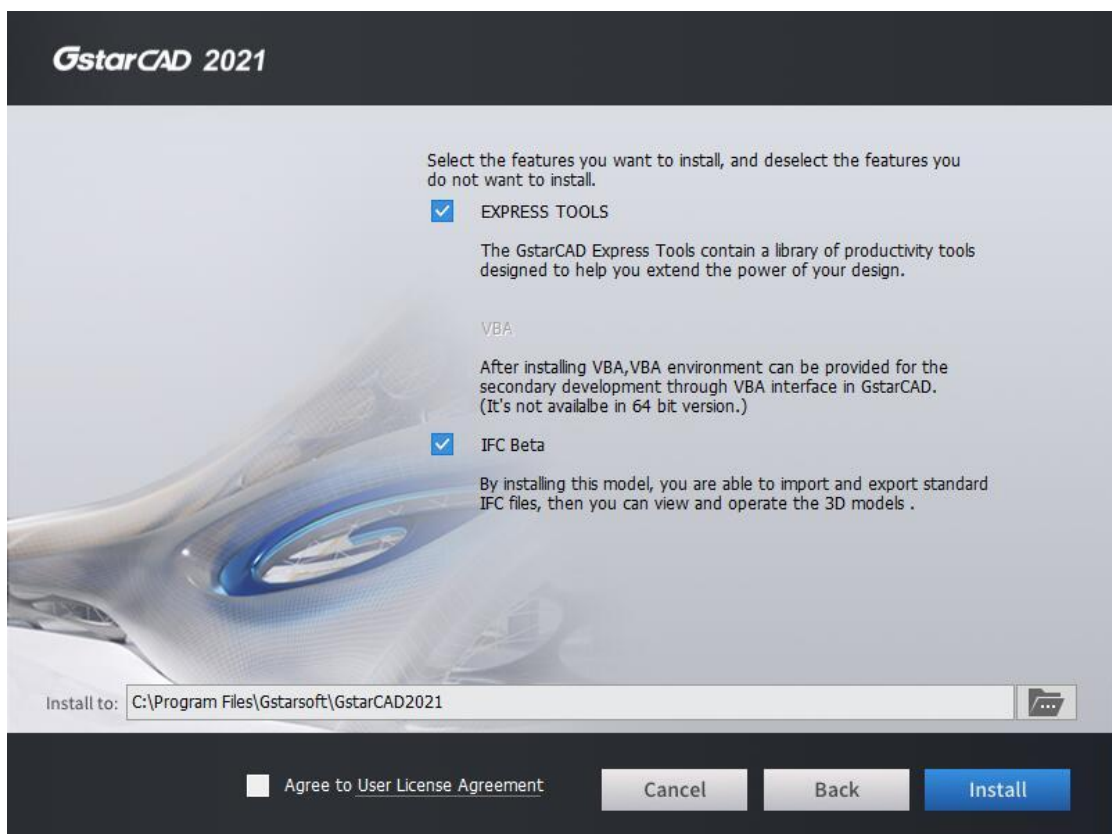 GstarCAD 2021
Select the features you want to install, and deselect the features you
do not want to install.
EXPRESS TOOLS
The GstarCAD Express Tools contain a library of productivity tools
designed to help you extend the power of your design.
VBA
After installing VBA,VBA environment can be provided for the
secondary development through VBA interface in GstarCAD.
(It's not availalbe in 64 bit version.)
IFC Beta
By installing this model, you are able to import and export standard
IFC files, then you can view and operate the 3D models .
Install to: C:\Program Files\Gstarsoft\GstarCAD2021
Agree to User License Agreement
Cancel
Back
Install